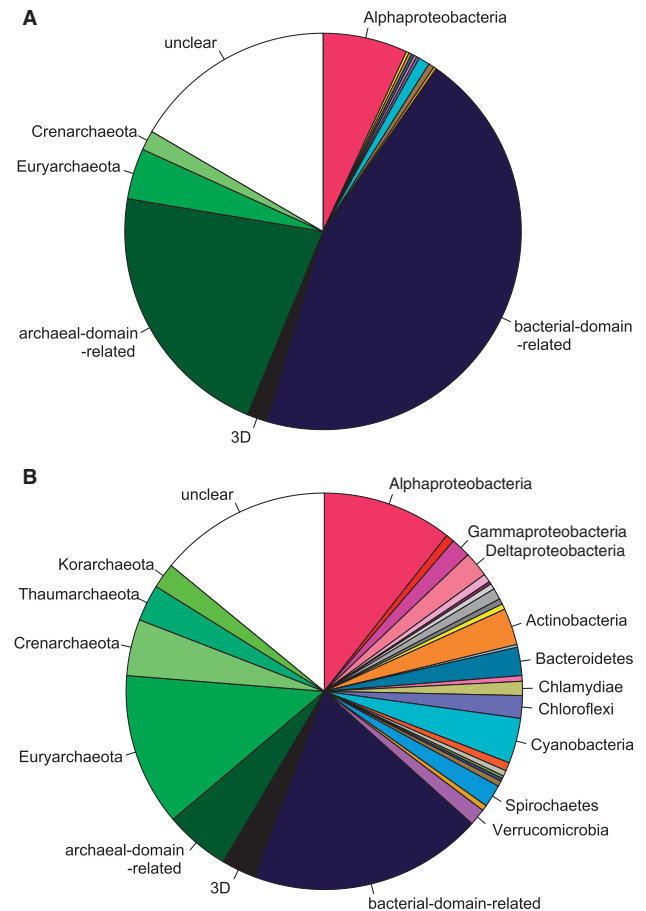 A
Alphaproteobacteria
unclear
Crenarchaeota
Euryarchaeota
archaeal-domain
-related
bacterial-domain
-related
3D
B
Alphaproteobacteria
unclear
Gammaproteobacteria
Deltaproteobacteria
Korarchaeota
Thaumarchaeota
Actinobacteria
Crenarchaeota
Bacteroidetes
Chlamydiae
Chloroflexi
Cyanobacteria
Euryarchaeota
Spirochaetes
Verrucomicrobia
archaeal-domain
-related
3D
bacterial-domain-related